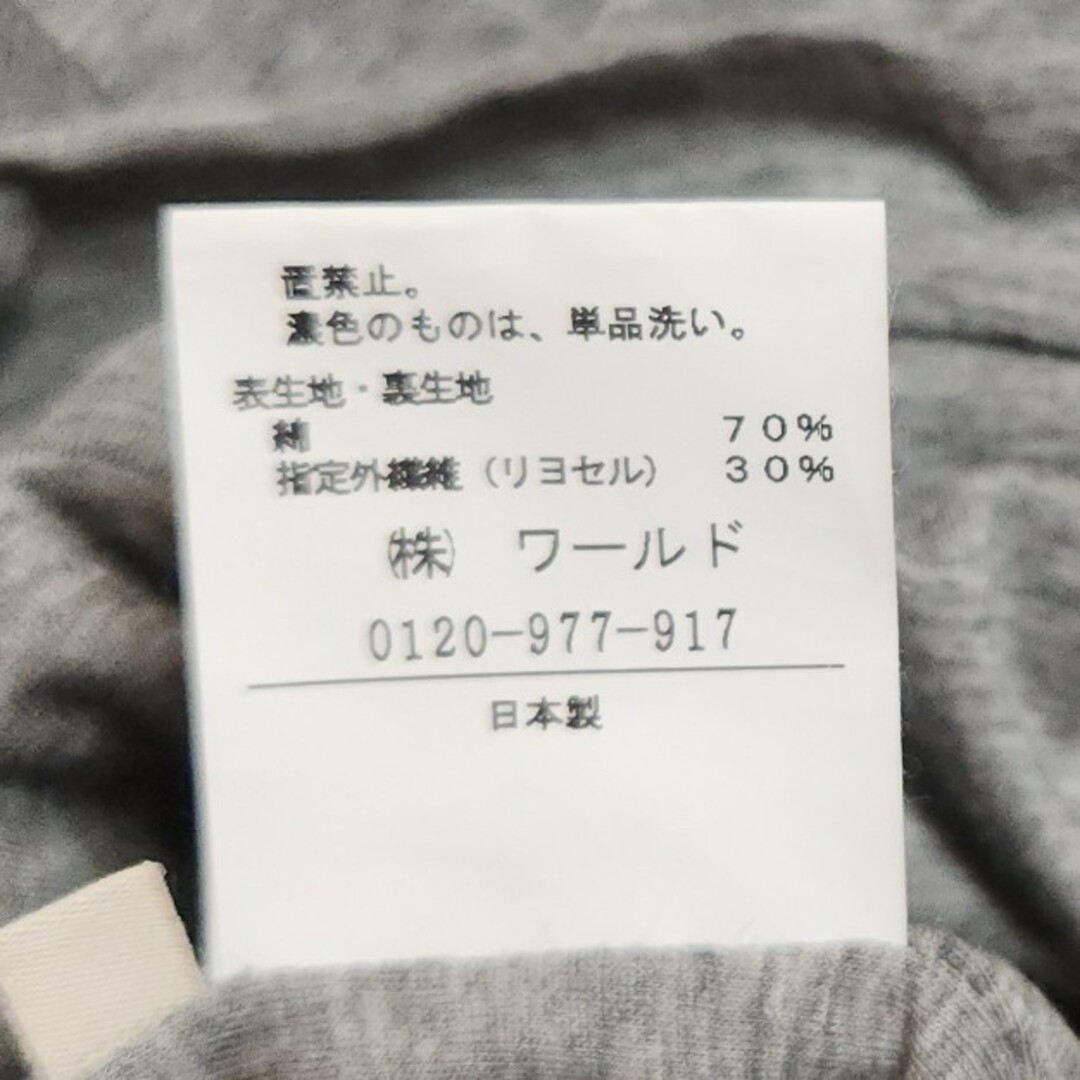 置禁止。
濃色のものは、単品洗い。
表生地・裏生地
綿 70%
指定外繊維(リヨセル) 30%
㈱ ワールド
0120-977-917
日本製